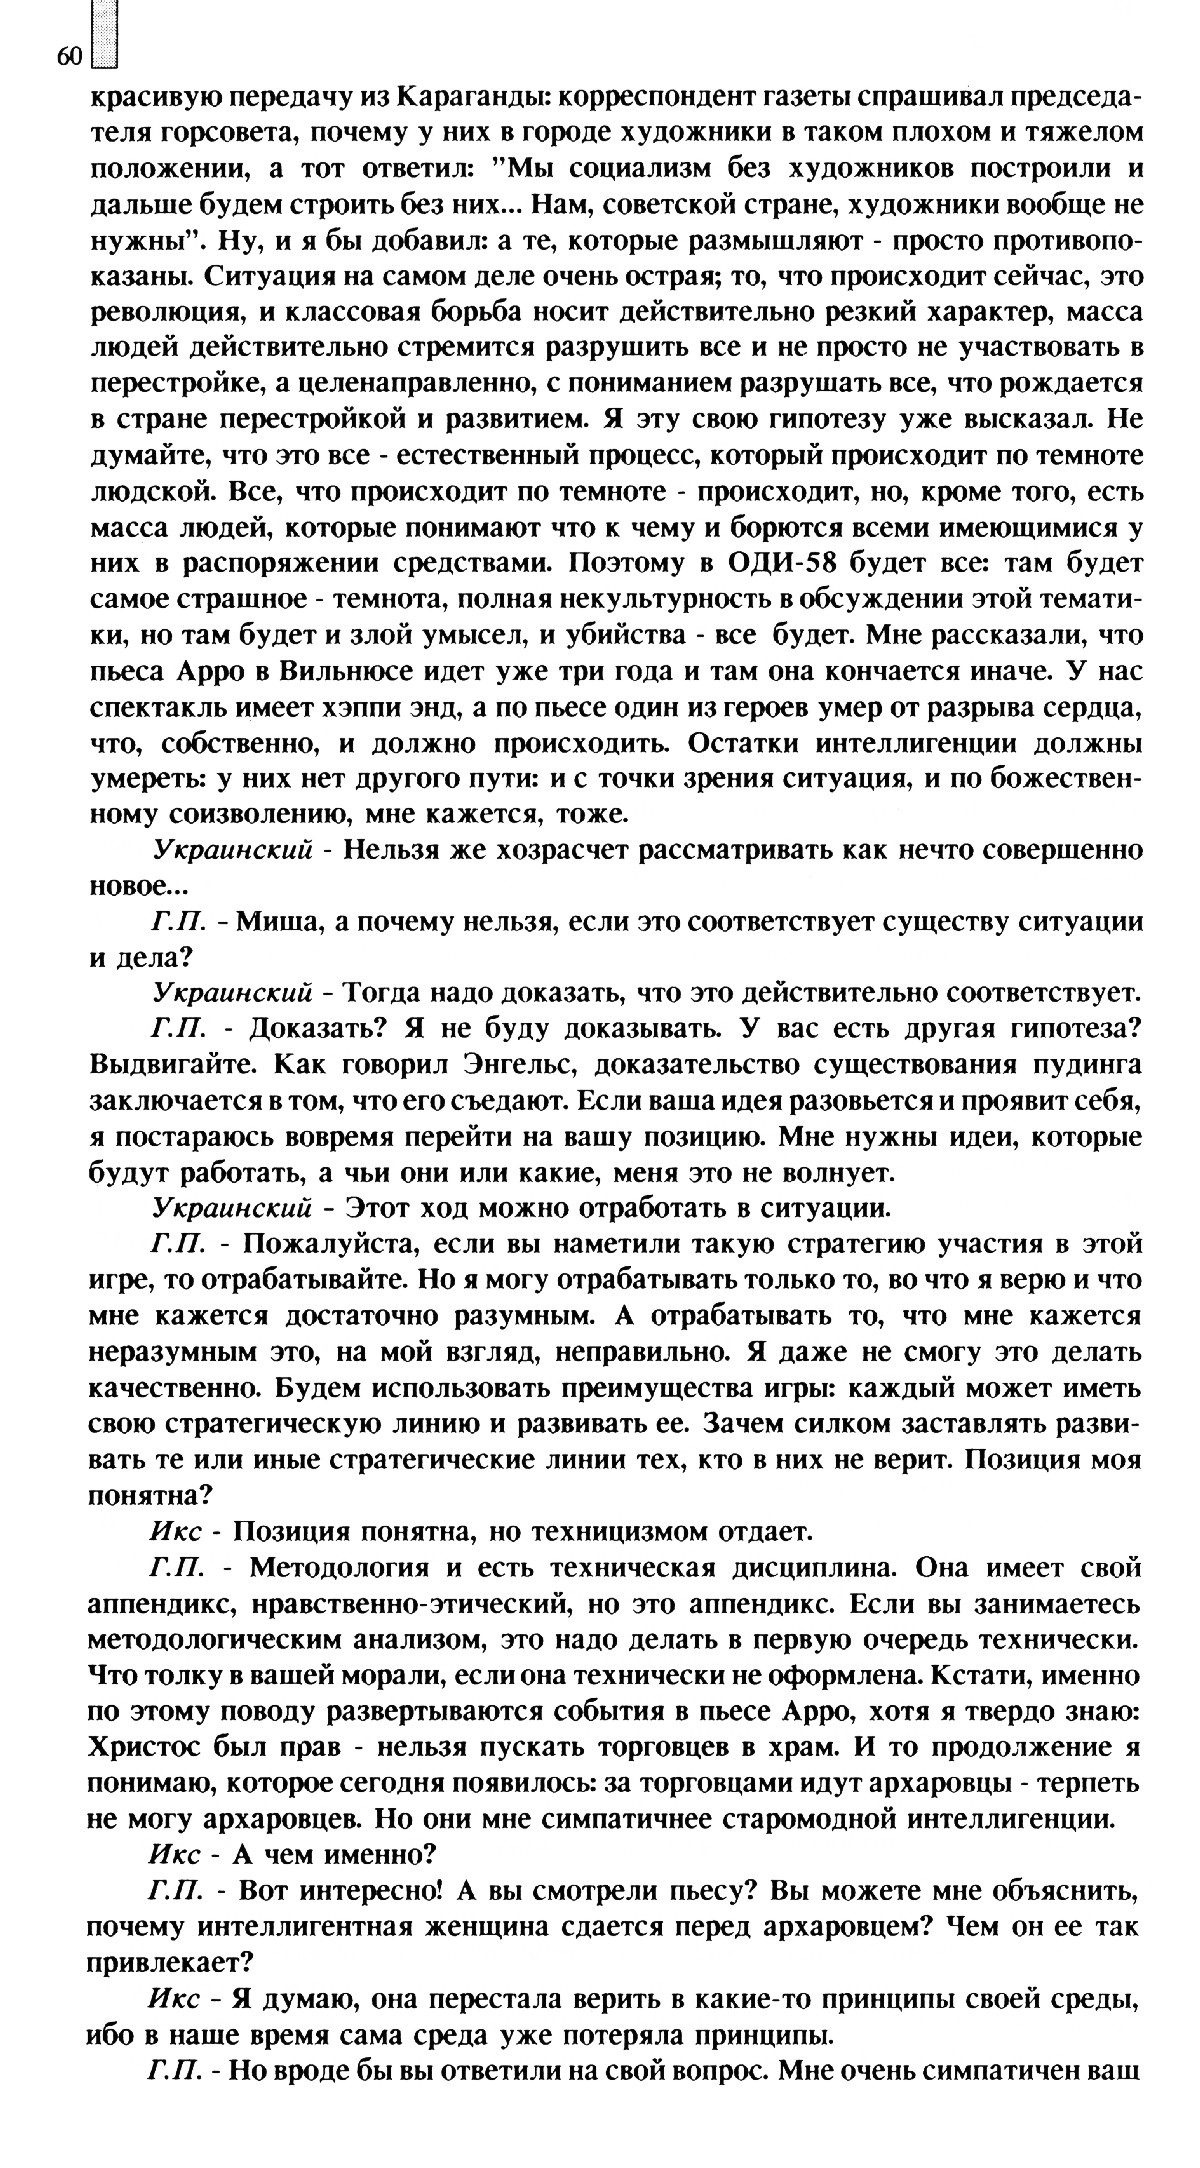 60
красивую передачу из Караганды: корреспондент газеты спрашивал председа-
теля горсовета, почему у них в городе художники в таком плохом и тяжелом
положении, а тот ответил: "Мы социализм без художников построили и
дальше будем строить без них... Нам, советской стране, художники вообще не
нужны". Ну, и я бы добавил: а те, которые размышляют - просто противопо-
казаны. Ситуация на самом деле очень острая; то, что происходит сейчас, это
революция, и классовая борьба носит действительно резкий характер, масса
людей действительно стремится разрушить все и не просто не участвовать в
перестройке, а целенаправленно, с пониманием разрушать все, что рождается
в стране перестройкой и развитием. Я эту свою гипотезу уже высказал. Не
думайте, что это все - естественный процесс, который происходит по темноте
людской. Все, что происходит по темноте - происходит, но, кроме того, есть
масса людей, которые понимают что к чему и борются всеми имеющимися у
них в распоряжении средствами. Поэтому в ОДИ-58 будет все: там будет
самое страшное - темнота, полная некультурность в обсуждении этой темати-
ки, но там будет и злой умысел, и убийства - все будет. Мне рассказали, что
пьеса Арро в Вильнюсе идет уже три года и там она кончается иначе. У нас
спектакль имеет хэппи энд, а по пьесе один из героев умер от разрыва сердца,
что, собственно, и должно происходить. Остатки интеллигенции должны
умереть: у них нет другого пути: и с точки зрения ситуация, и по божествен-
ному соизволению, мне кажется, тоже.
Украинский - Нельзя же хозрасчет рассматривать как нечто совершенно
новое...
Г.П. - Миша, а почему нельзя, если это соответствует существу ситуации
и дела?
Украинский - Тогда надо доказать, что это действительно соответствует.
Г.П. - Доказать? Я не буду доказывать. У вас есть другая гипотеза?
Выдвигайте. Как говорил Энгельс, доказательство существования пудинга
заключается в том, что его съедают. Если ваша идея разовьется и проявит себя,
я постараюсь вовремя перейти на вашу позицию. Мне нужны идеи, которые
будут работать, а чьи они или какие, меня это не волнует.
Украинский - Этот ход можно отработать в ситуации.
Г.П. - Пожалуйста, если вы наметили такую стратегию участия в этой
игре, то отрабатывайте. Но я могу отрабатывать только то, во что я верю и что
мне кажется достаточно разумным. А отрабатывать то, что мне кажется
неразумным это, на мой взгляд, неправильно. Я даже не смогу это делать
качественно. Будем использовать преимущества игры: каждый может иметь
свою стратегическую линию и развивать ее. Зачем силком заставлять разви-
вать те или иные стратегические линии тех, кто в них не верит. Позиция моя
понятна?
Икс - Позиция понятна, но техницизмом отдает.
Г.П. - Методология и есть техническая дисциплина. Она имеет свой
аппендикс, нравственно-этический, но это аппендикс. Если вы занимаетесь
методологическим анализом, это надо делать в первую очередь технически.
Что толку в вашей морали, если она технически не оформлена. Кстати, именно
по этому поводу развертываются события в пьесе Арро, хотя я твердо знаю:
Христос был прав - нельзя пускать торговцев в храм. И то продолжение я
понимаю, которое сегодня появилось: за торговцами идут архаровцы - терпеть
не могу архаровцев. Но они мне симпатичнее старомодной интеллигенции.
Икс - А чем именно?
Г.П. - Вот интересно! А вы смотрели пьесу? Вы можете мне объяснить,
почему интеллигентная женщина сдается перед архаровцем? Чем он ее так
привлекает?
Икс - Я думаю, она перестала верить в какие-то принципы своей среды,
ибо в наше время сама среда уже потеряла принципы.
Г.П. - Но вроде бы вы ответили на свой вопрос. Мне очень симпатичен ваш